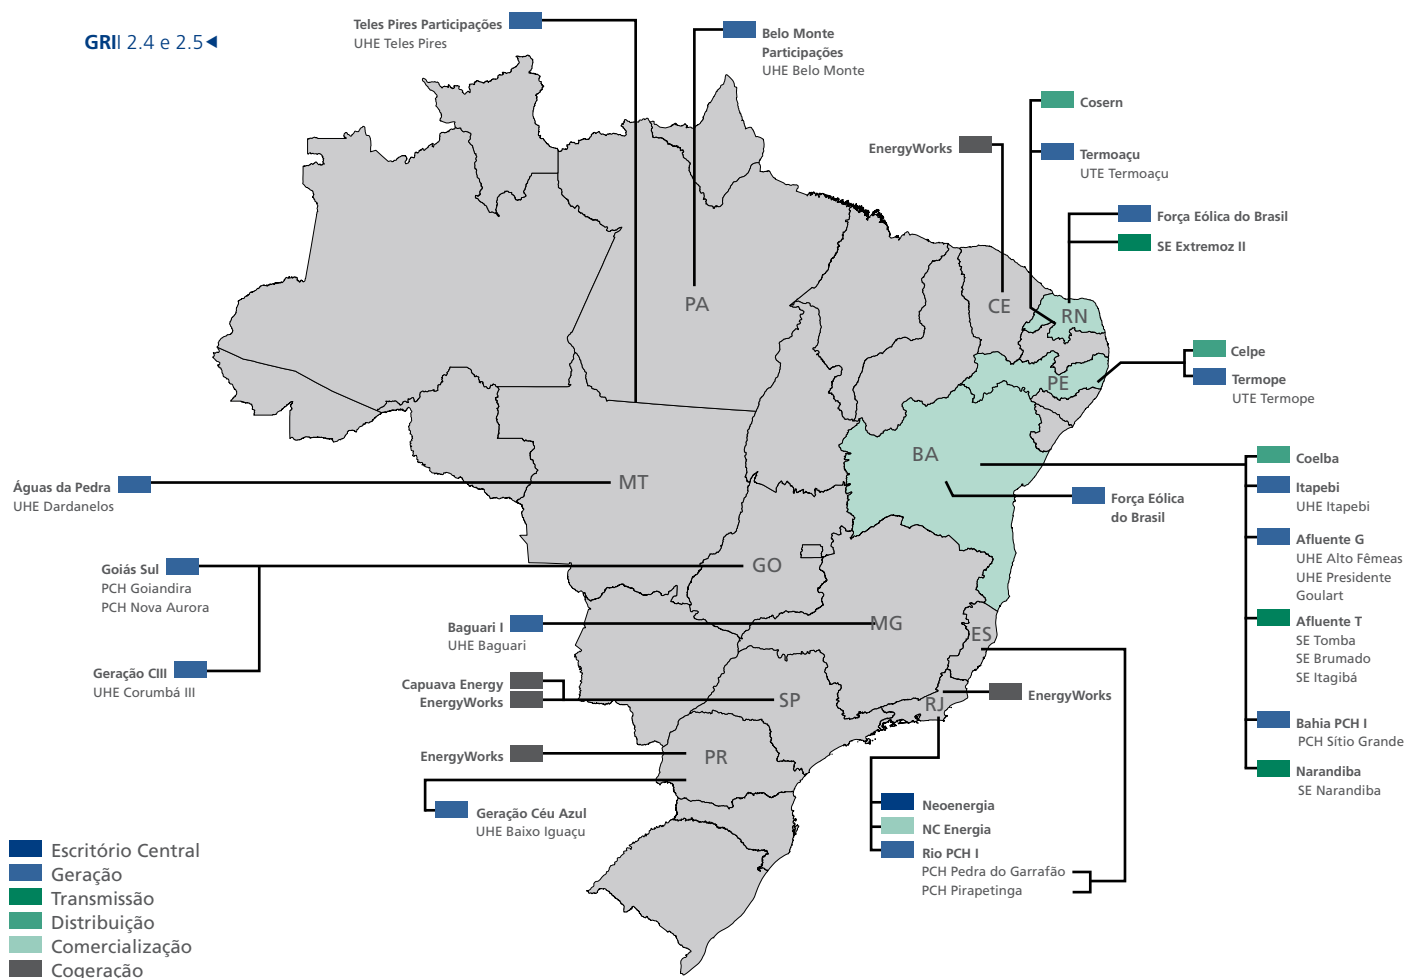 GRI| 2.4 e 2.5
Teles Pires Participações
UHE Teles Pires
Belo Monte
Participações
UHE Belo Monte
Cosern
EnergyWorks
Termoaçu
UTE Termoaçu
Força Eólica do Brasil
SE Extremoz II
PA
CE
RN
Celpe
PE
Termope
UTE Termope
BA
Coelba
MT
Águas da Pedra
UHE Dardanelos
Itapebi
UHE Itapebi
Força Eólica
do Brasil
Afluente G
UHE Alto Fêmeas
UHE Presidente
Goulart
GO
Goiás Sul
PCH Goiandira
PCH Nova Aurora
Afluente T
SE Tomba
SE Brumado
SE Itagibá
Baguari I
UHE Baguari
MG
ES
Geração CIII
UHE Corumbá III
Capuava Energy
EnergyWorks
SP
RJ
EnergyWorks
Bahia PCH I
PCH Sítio Grande
EnergyWorks
PR
Narandiba
SE Narandiba
Geração Céu Azul
UHE Baixo Iguaçu
Neoenergia
NC Energia
Rio PCH I
PCH Pedra do Garrafão
PCH Pirapetinga
Escritório Central
Geração
Transmissão
Distribuição
Comercialização
Cogeração